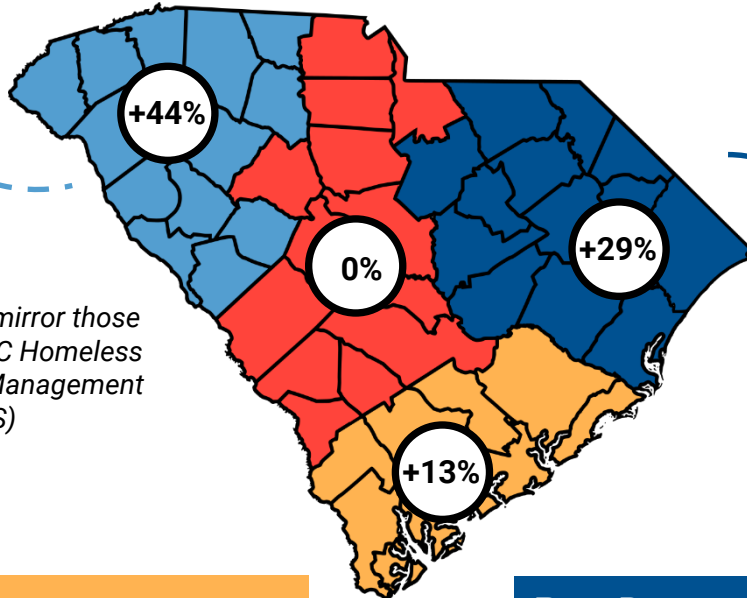 +44%
+29%
0%
mirror those
C Homeless
Management
S)
+13%